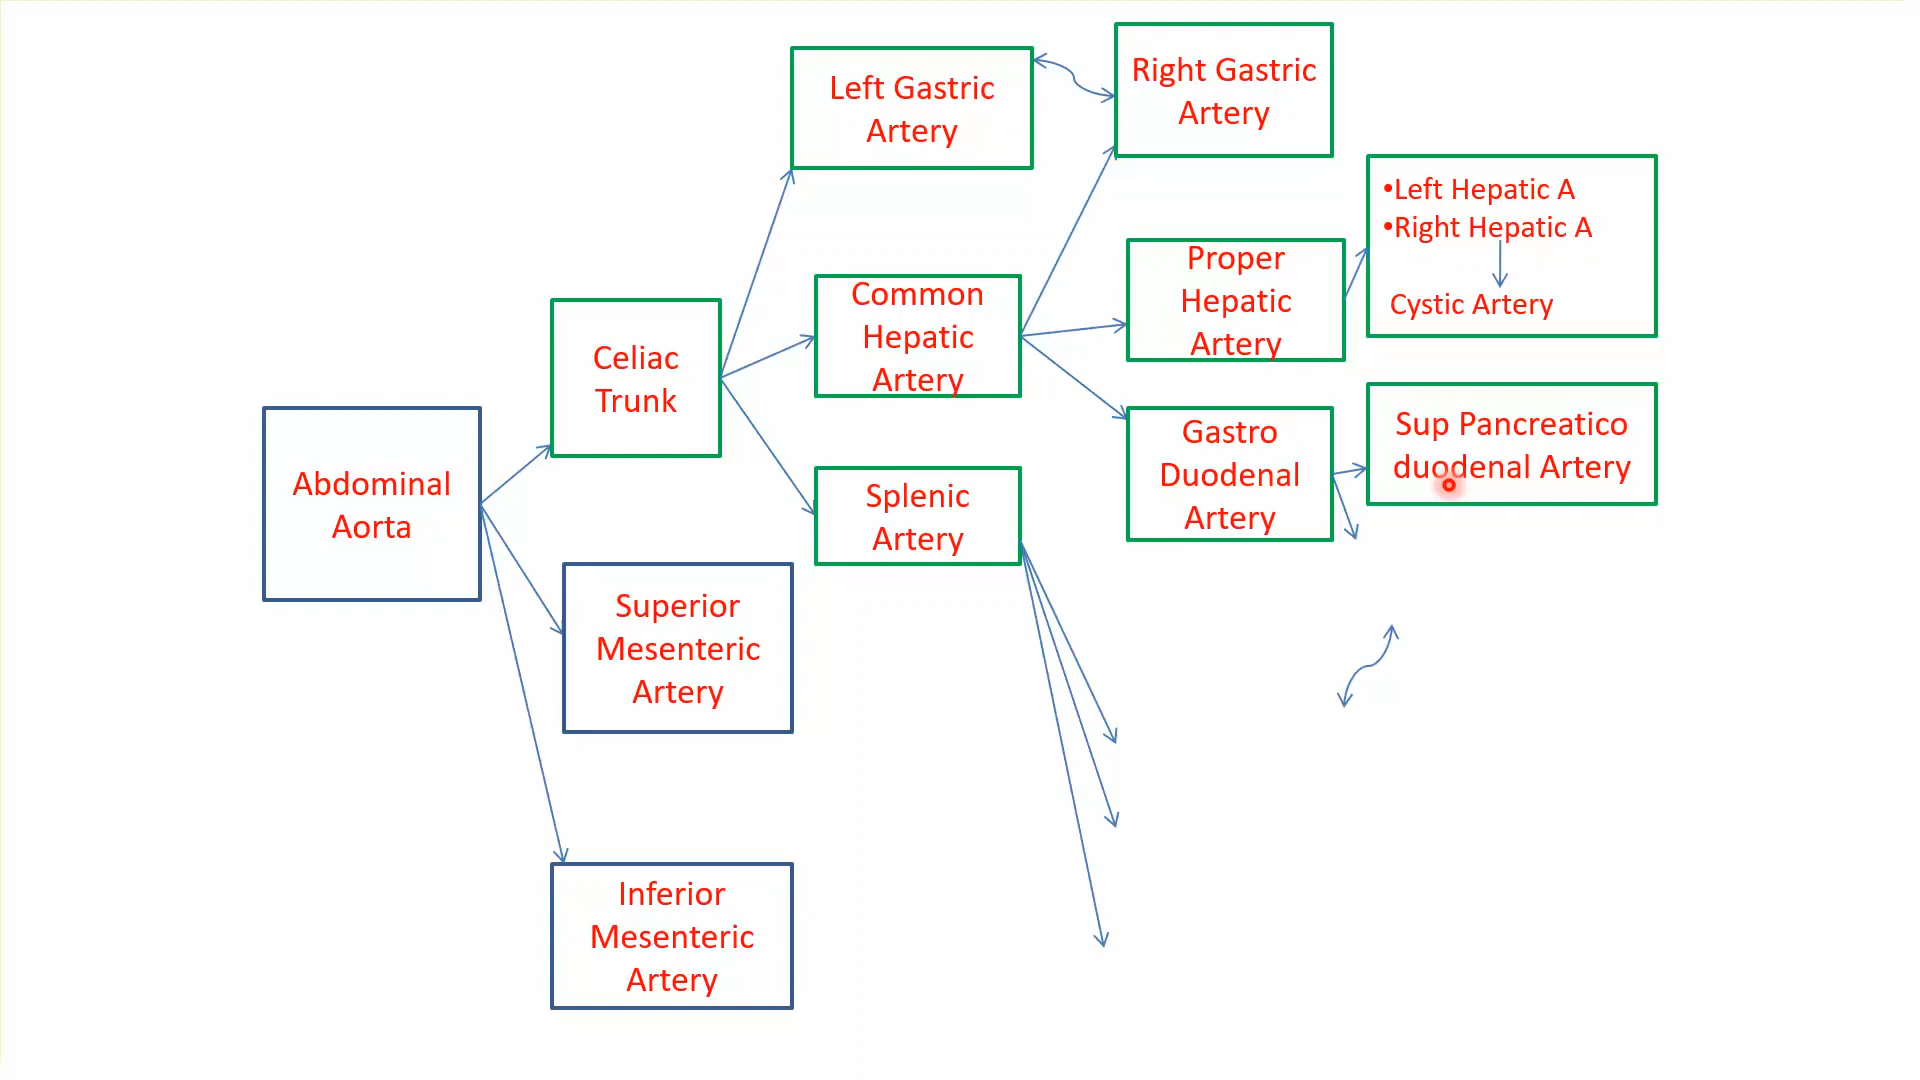 Left Gastric
Artery
Right Gastric
Artery
•Left Hepatic A
•Right Hepatic A
Cystic Artery
Proper
Hepatic
Artery
Common
Hepatic
Artery
Celiac
Trunk
Sup Pancreatico
duodenal Artery
Gastro
Duodenal
Artery
Abdominal
Aorta
Splenic
Artery
Superior
Mesenteric
Artery
Inferior
Mesenteric
Artery